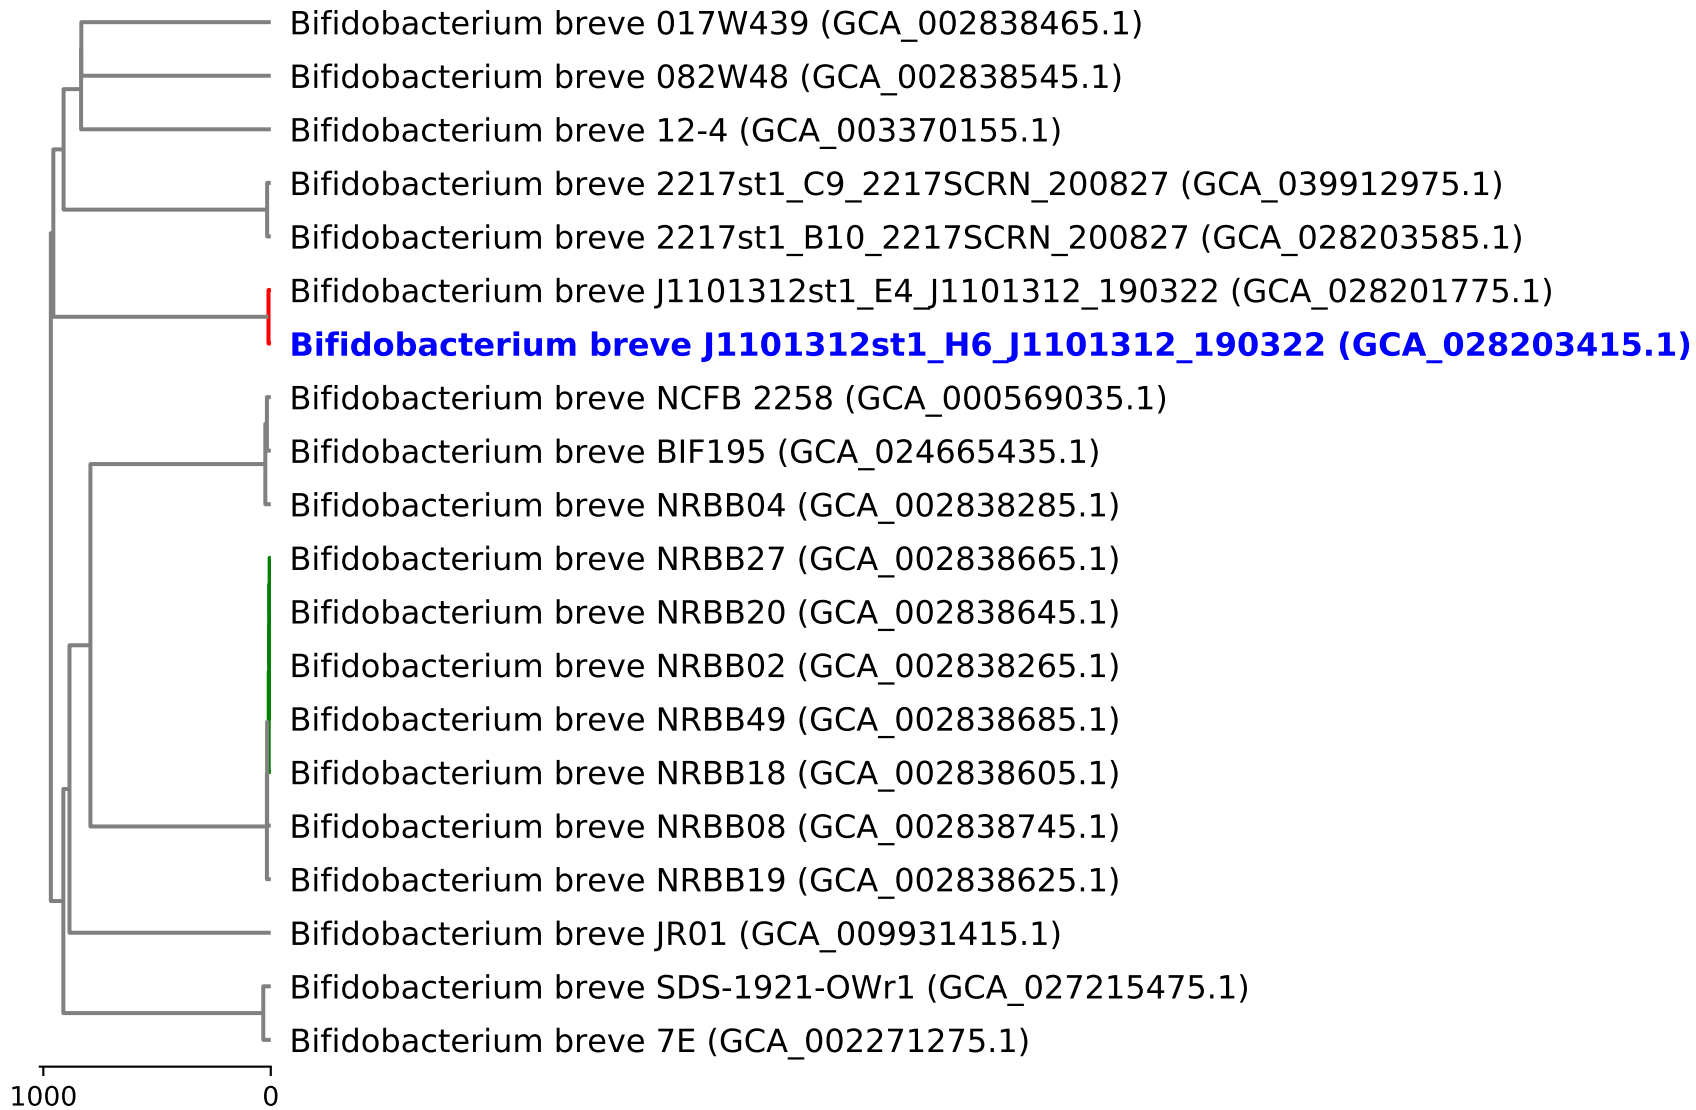 Bifidobacterium breve 017W439 (GCA_002838465.1)
Bifidobacterium breve 082W48 (GCA_002838545.1)
Bifidobacterium breve 12-4 (GCA_003370155.1)
Bifidobacterium breve 2217st1_C9_2217SCRN_200827 (GCA_039912975.1)
Bifidobacterium breve 2217st1_B10_2217SCRN_200827 (GCA_028203585.1)
Bifidobacterium breve J1101312st1_E4_J1101312_190322 (GCA_028201775.1)
Bifidobacterium breve J1101312st1_H6_J1101312_190322 (GCA_028203415.1)
Bifidobacterium breve NCFB 2258 (GCA_000569035.1)
Bifidobacterium breve BIF195 (GCA_024665435.1)
Bifidobacterium breve NRBB04 (GCA_002838285.1)
Bifidobacterium breve NRBB27 (GCA_002838665.1)
Bifidobacterium breve NRBB20 (GCA_002838645.1)
Bifidobacterium breve NRBB02 (GCA_002838265.1)
Bifidobacterium breve NRBB49 (GCA_002838685.1)
Bifidobacterium breve NRBB18 (GCA_002838605.1)
Bifidobacterium breve NRBB08 (GCA_002838745.1)
Bifidobacterium breve NRBB19 (GCA_002838625.1)
Bifidobacterium breve JR01 (GCA_009931415.1)
Bifidobacterium breve SDS-1921-OWr1 (GCA_027215475.1)
Bifidobacterium breve 7E (GCA_002271275.1)
1000 0